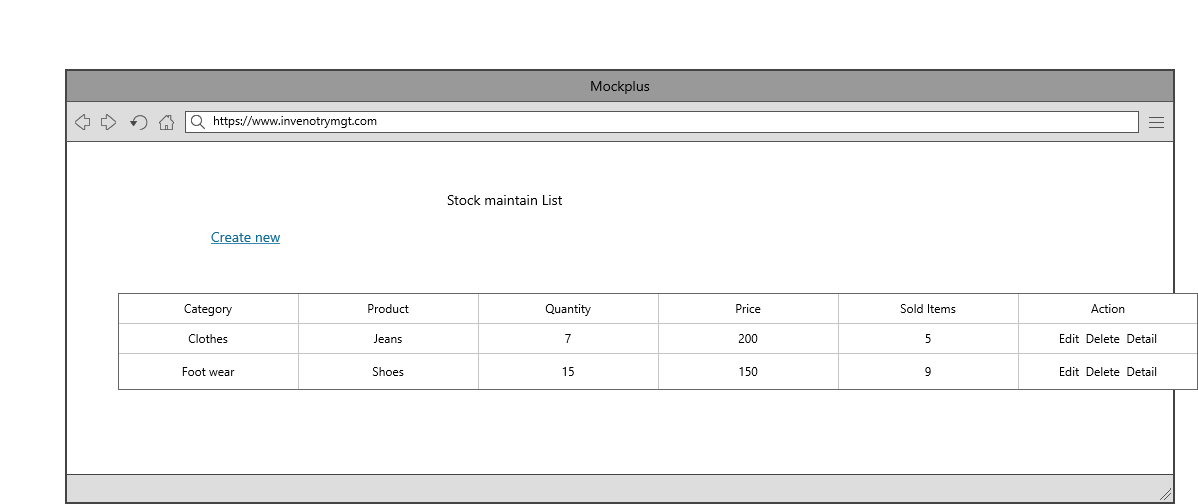 Mockplus
https://www.invenotrymgt.com
Stock maintain List
Create new
Category Product Quantity Price Sold Items Action
Clothes Jeans 7 200 5 Edit Delete Detail
Foot wear Shoes 15 150 9 Edit Delete Detail